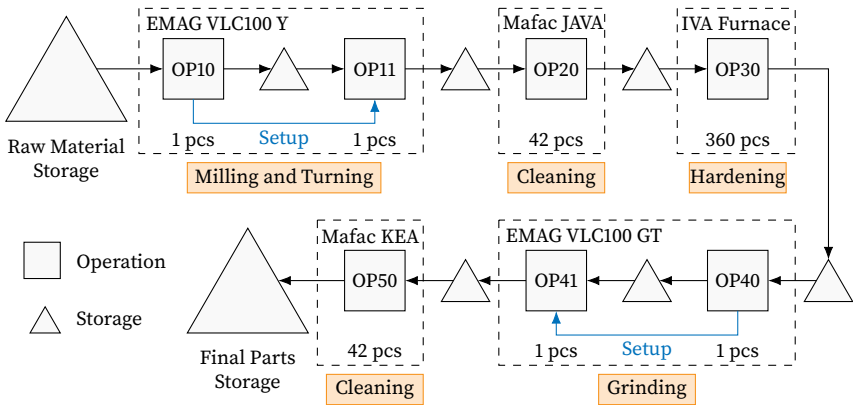 EMAG VLC100 Y
Mafac JAVA
IVA Furnace
OP10
OP11
OP20
OP30
Setup
1 pcs
1 pcs
42 pcs
360 pcs
Raw Material
Storage
Milling and Turning
Cleaning
Hardening
Mafac KEA
EMAG VLC100 GT
Operation
Storage
OP50
OP41
OP40
Setup
Final Parts
Storage
42 pcs
1 pcs
1 pcs
Cleaning
Grinding